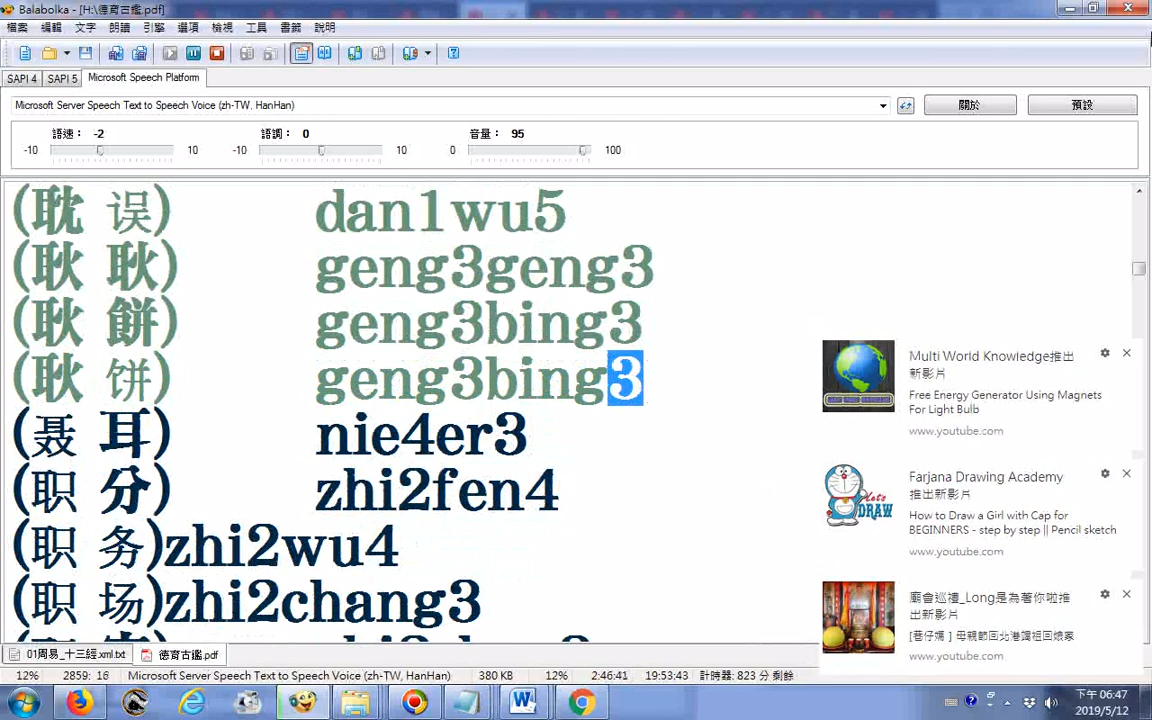 Balabolka - [H:\德育古鑑.pdf]
檔案 編輯 文字 朗讀 引擎 選項 檢視 工具 書籤 說明
SAPI 4 SAPI 5 Microsoft Speech Platform
Microsoft Server Speech Text to Speech Voice (zh-TW, HanHan) 關於 預設
語速： -2 語調： 0 音量： 95
-10 10 -10 10 0 100
(耽 误) dan1wu5
(耿 耿) geng3geng3
(耿 餅) geng3bing3
(耿 饼) geng3bing3
(聂 耳) nie4er3
(职 分) zhi2fen4
(职 务)zhi2wu4
(职 场)zhi2chang3
Multi World Knowledge推出
新影片
Free Energy Generator Using Magnets
For Light Bulb
www.youtube.com
Farjana Drawing Academy
推出新影片
How to Draw a Girl with Cap for
BEGINNERS - step by step || Pencil sketch
www.youtube.com
Let's
DRAW
廟會巡禮_Long是為著你啦推
出新影片
www.youtube.com
01周易_十三經.xml.txt 德育古鑑.pdf
12% 2859: 16 Microsoft Server Speech Text to Speech Voice (zh-TW, HanHan) 380 KB 12% 2:46:41 19:53:43 計時器: 823 分 剩餘
下午 06:47
2019/5/12